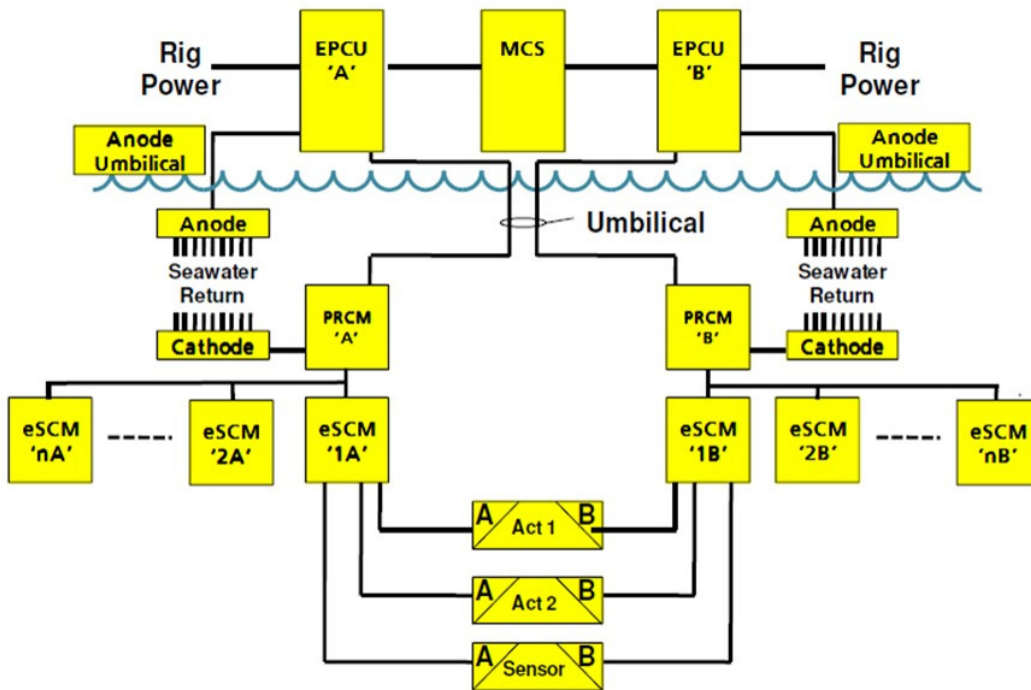 Rig
Power
EPCU
'A'
MCS
EPCU
'B'
Rig
Power
Anode
Umbilical
Anode
Umbilical
Anode
Umbilical
Anode
Seawater
Return
Seawater
Return
Cathode
PRCM
'A'
PRCM
'B'
Cathode
eSCM
'nA'
eSCM
'2A'
eSCM
'1A'
eSCM
'1B'
eSCM
'2B'
eSCM
'nB'
A Act 1 B
A Act 2 B
A Sensor B